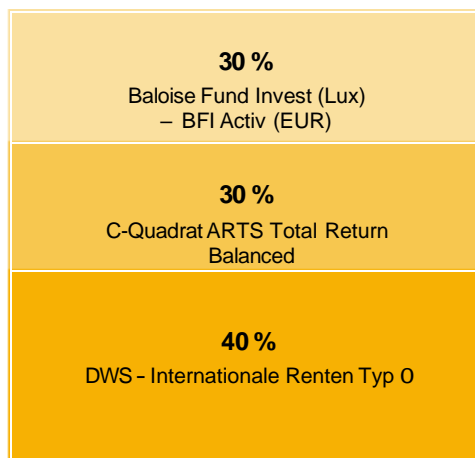 30 %
Baloise Fund Invest (Lux)
– BFI Activ (EUR)
30 %
C-Quadrat ARTS Total Return
Balanced
40 %
DWS – Internationale Renten Typ O